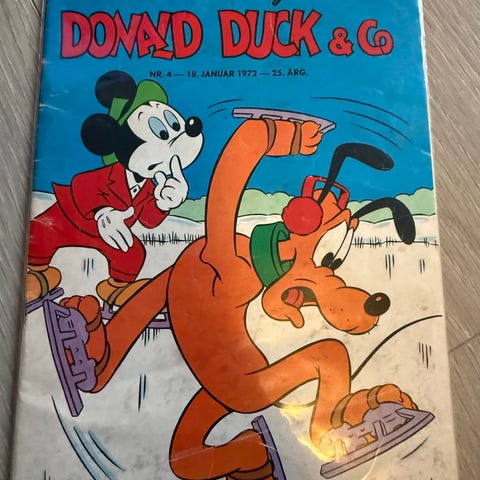 DONALD DUCK & Co
NR. 4 — 18. JANUAR 1972 — 25. ÅRG.